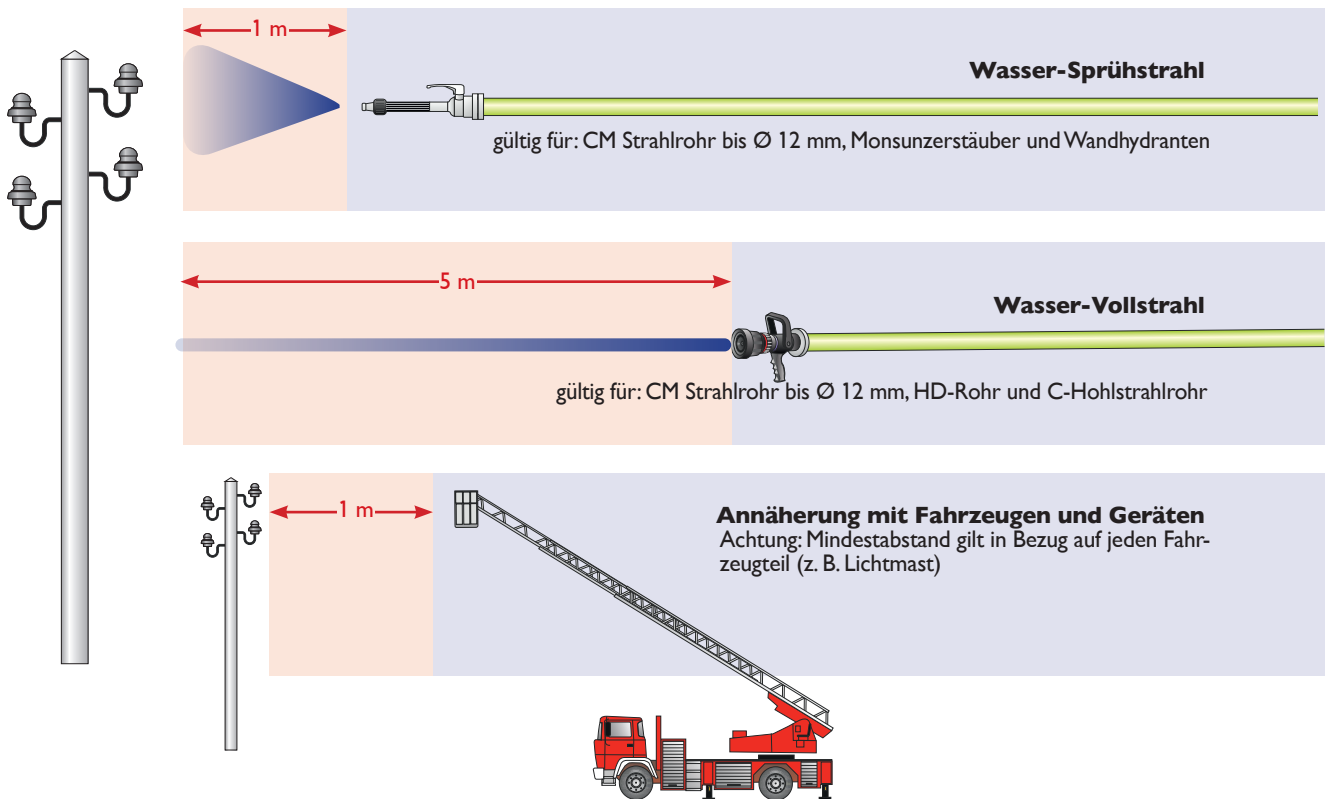 1 m
Wasser-Sprühstrahl
gültig für: CM Strahlrohr bis Ø 12 mm, Monsunzerstäuber und Wandhydranten
5 m
Wasser-Vollstrahl
gültig für: CM Strahlrohr bis Ø 12 mm, HD-Rohr und C-Hohlstrahlrohr
1 m
Annäherung mit Fahrzeugen und Geräten
Achtung: Mindestabstand gilt in Bezug auf jeden Fahr-
zeugteil (z. B. Lichtmast)